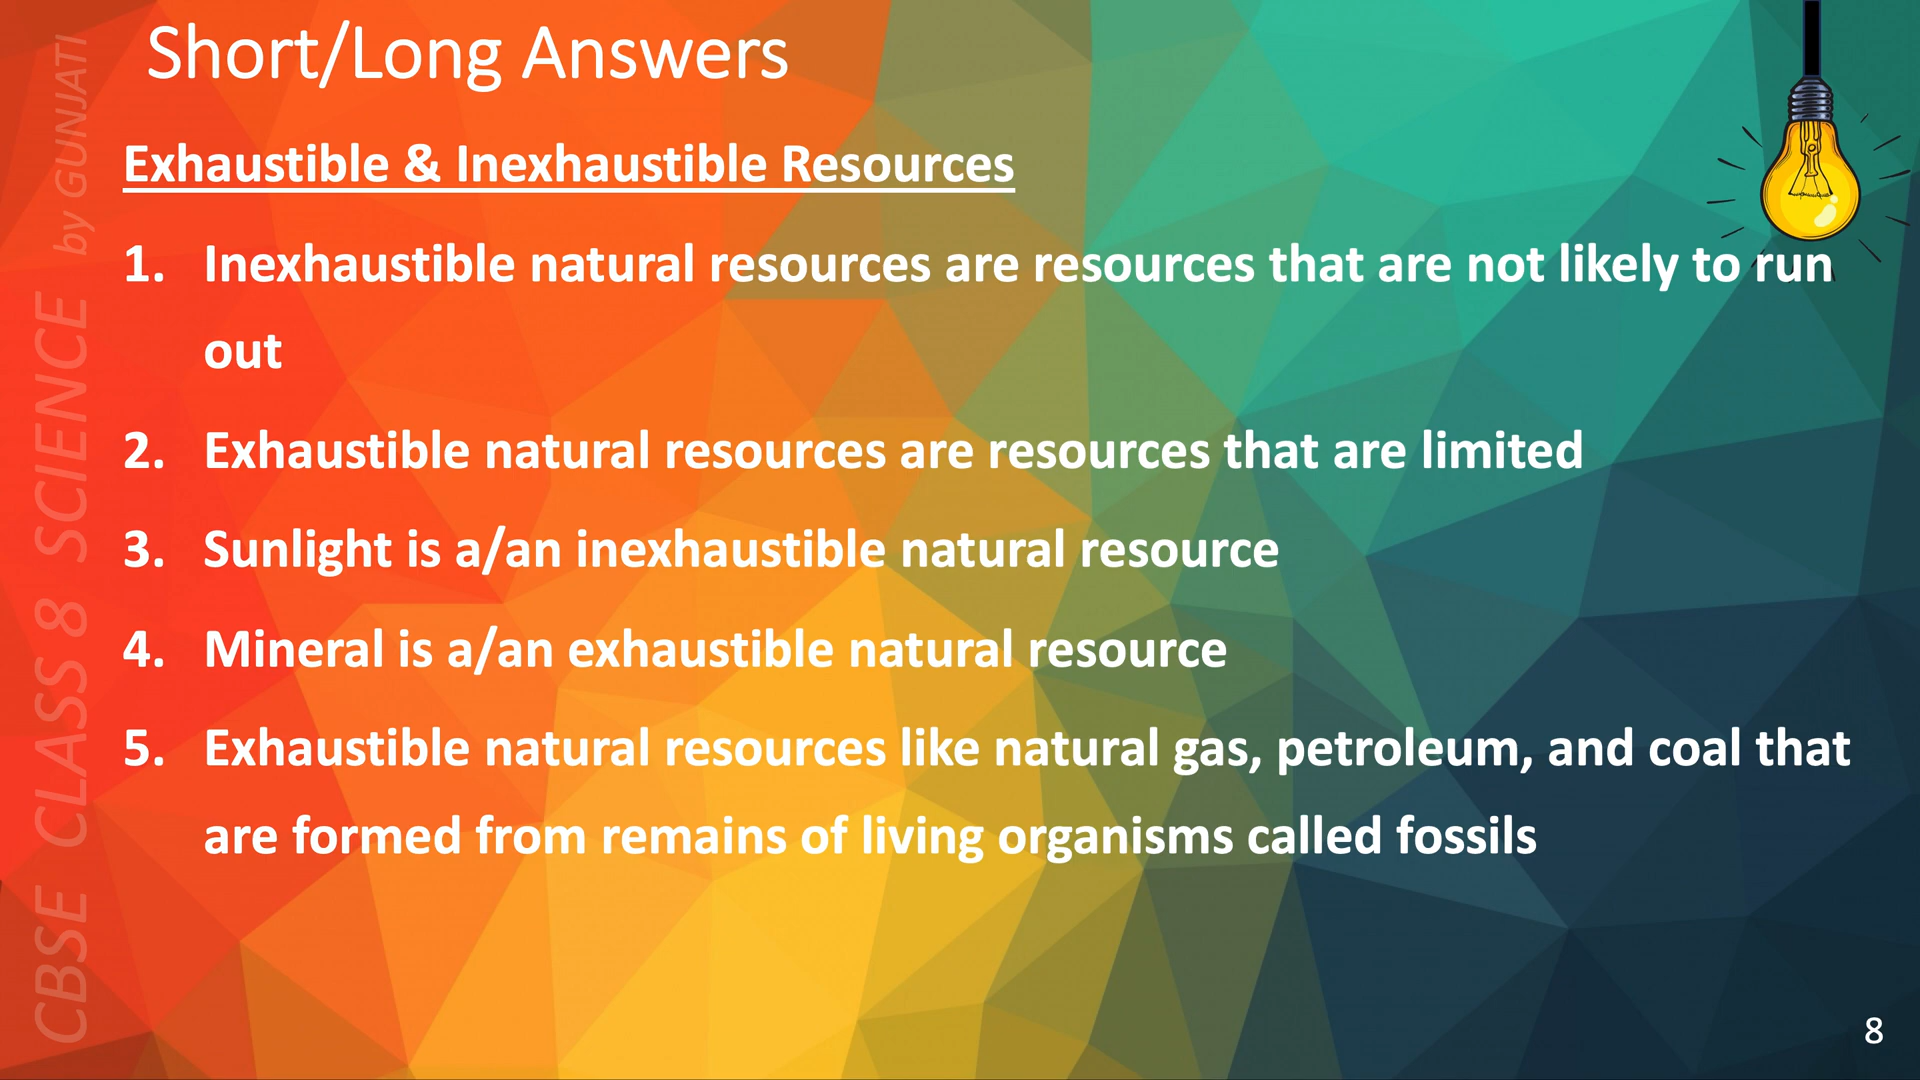 Short/Long Answers
Exhaustible & Inexhaustible Resources
1. Inexhaustible natural resources are resources that are not likely to run
out
2. Exhaustible natural resources are resources that are limited
3. Sunlight is a/an inexhaustible natural resource
4. Mineral is a/an exhaustible natural resource
5. Exhaustible natural resources like natural gas, petroleum, and coal that
are formed from remains of living organisms called fossils
CBSE CLASS 8 SCIENCE by GUNJATI
8